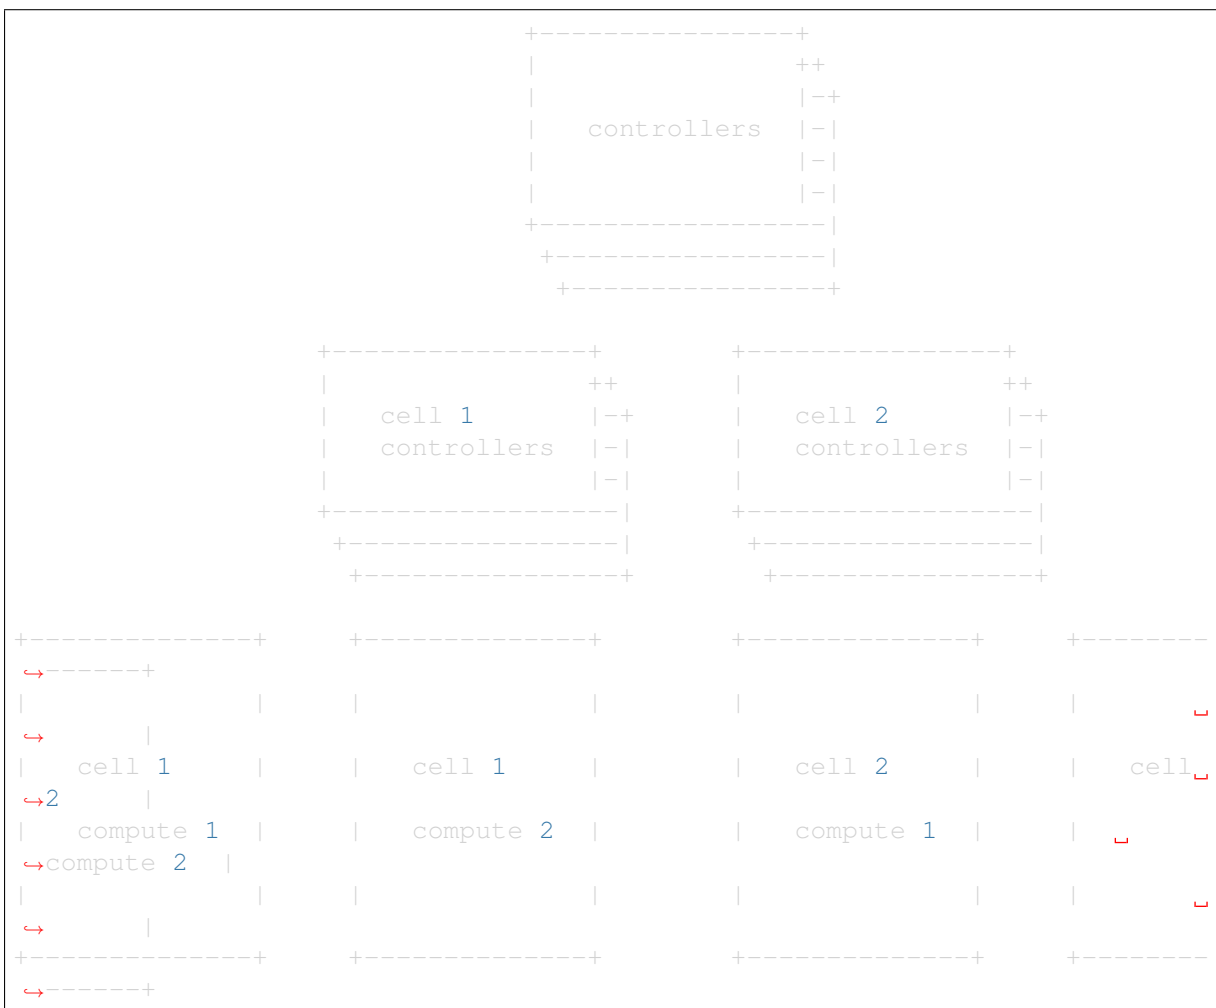 +----------------+
|                ++
|                |-+
|   controllers  |-|
|                |-|
|                |-|
+------------------|
+-----------------|
+-----------------+
+----------------+ +----------------+
|                ++ |                ++
|   cell 1       |-+ |   cell 2       |-+
|   controllers  |-| |   controllers  |-|
|                |-| |                |-|
+------------------| +------------------|
+-----------------| +-----------------|
+-----------------+ +-----------------+
+--------------+ +--------------+ +--------------+ +--------
↪------+
|              | |              | |              | | ␣
↪      |
|   cell 1     | |   cell 1     | |   cell 2     | |   cell␣
↪2     |
|   compute 1  | |   compute 2  | |   compute 1  | |  ␣
↪compute 2  |
|              | |              | |              | | ␣
↪      |
+--------------+ +--------------+ +--------------+ +--------
↪------+